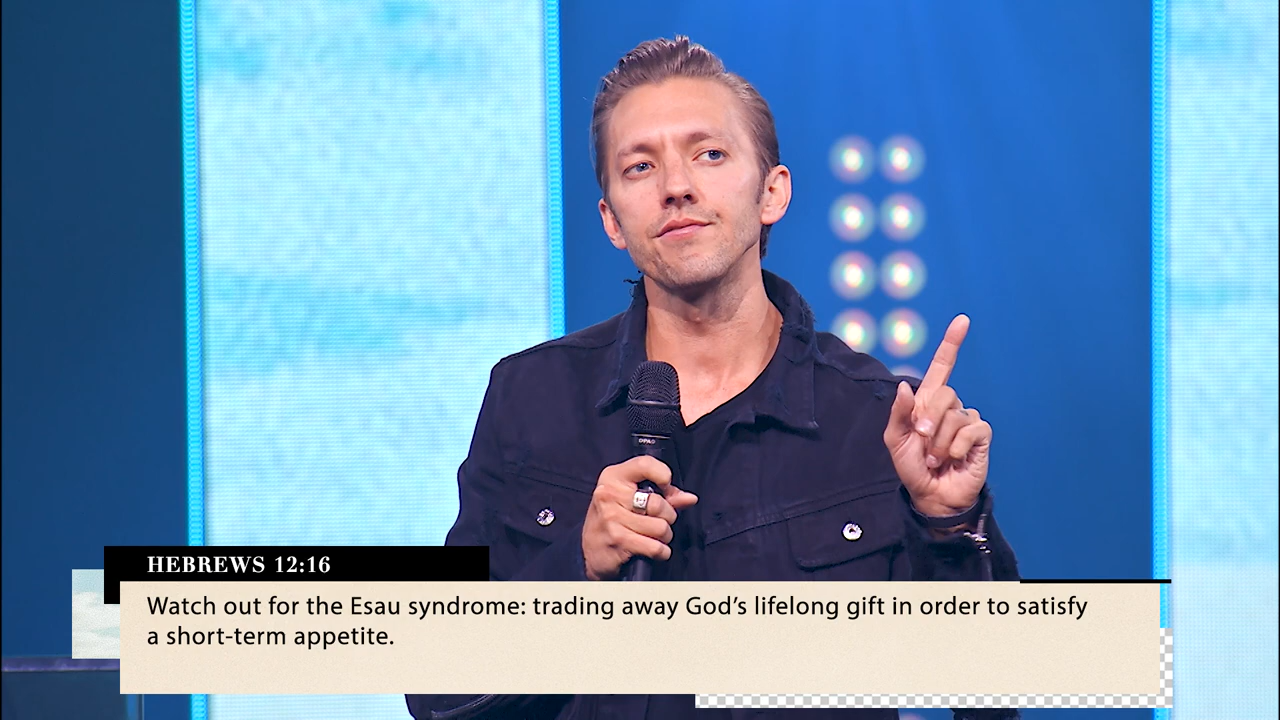 HEBREWS 12:16
Watch out for the Esau syndrome: trading away God’s lifelong gift in order to satisfy
a short-term appetite.